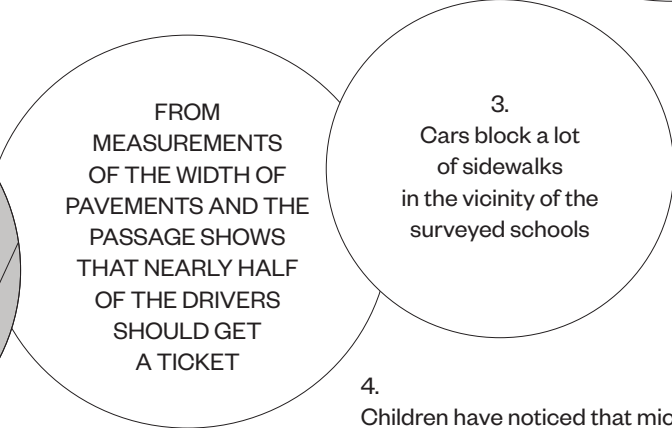 FROM
MEASUREMENTS
OF THE WIDTH OF
PAVEMENTS AND THE
PASSAGE SHOWS
THAT NEARLY HALF
OF THE DRIVERS
SHOULD GET
A TICKET
3.
Cars block a lot
of sidewalks
in the vicinity of the
surveyed schools
4.
Children have noticed that